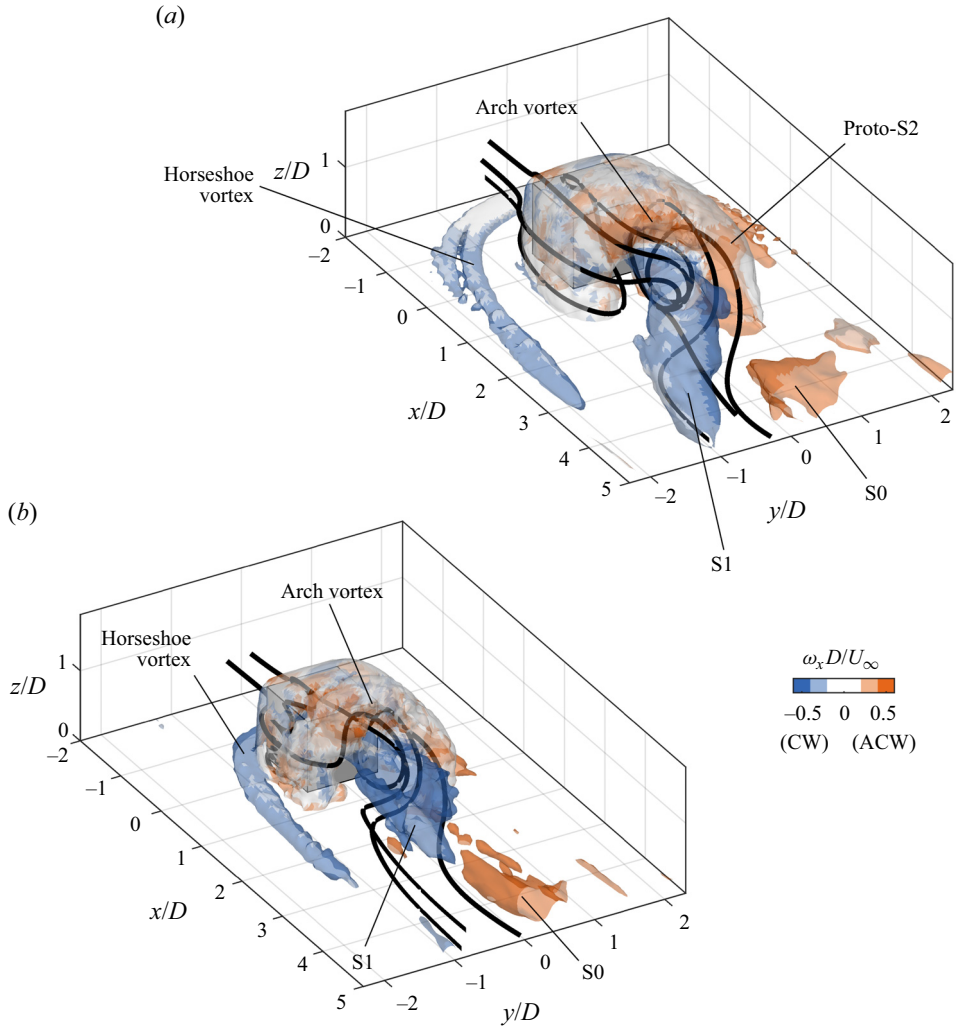 (a)
Arch vortex
Proto-S2
Horseshoe
vortex
z/D
1
0
–2
–1
0
1
2
3
4
5
x/D
–2
–1
0
1
2
y/D
S0
S1
(b)
Arch vortex
Horseshoe
vortex
z/D
1
0
–2
–1
0
1
2
3
4
5
x/D
–2
–1
0
1
2
y/D
S1
S0
ωxD/U∞
–0.5 0 0.5
(CW) (ACW)